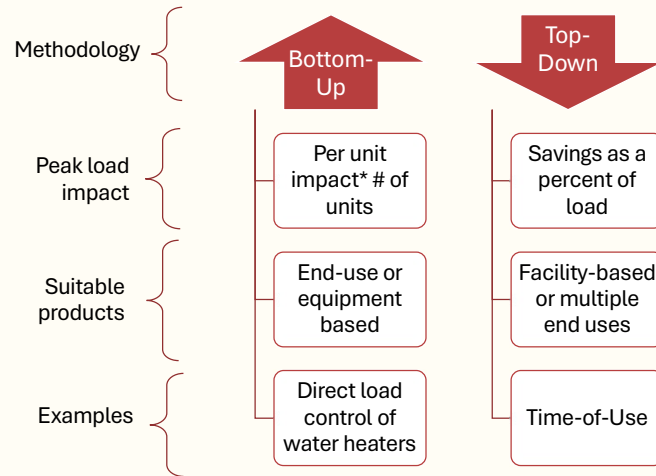 Methodology
Bottom-
Up
Top-
Down
Peak load
impact
Per unit
impact* # of
units
Savings as a
percent of
load
Suitable
products
End-use or
equipment
based
Facility-based
or multiple
end uses
Examples
Direct load
control of
water heaters
Time-of-Use